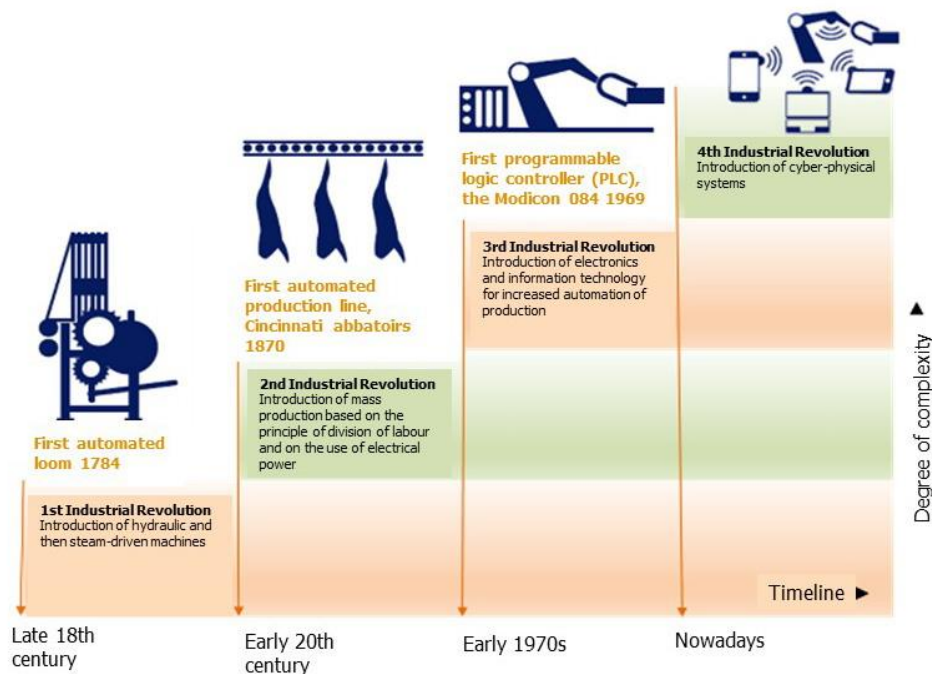 4th Industrial Revolution
Introduction of cyber-physical
systems
First programmable
logic controller (PLC),
the Modicon 084 1969
3rd Industrial Revolution
Introduction of electronics
and information technology
for increased automation of
production
First automated
production line,
Cincinnati abbatoirs
1870
2nd Industrial Revolution
Introduction of mass
production based on the
principle of division of labour
and on the use of electrical
power
First automated
loom 1784
1st Industrial Revolution
Introduction of hydraulic and
then steam-driven machines
Degree of complexity
Timeline
Late 18th
century
Early 20th
century
Early 1970s
Nowadays